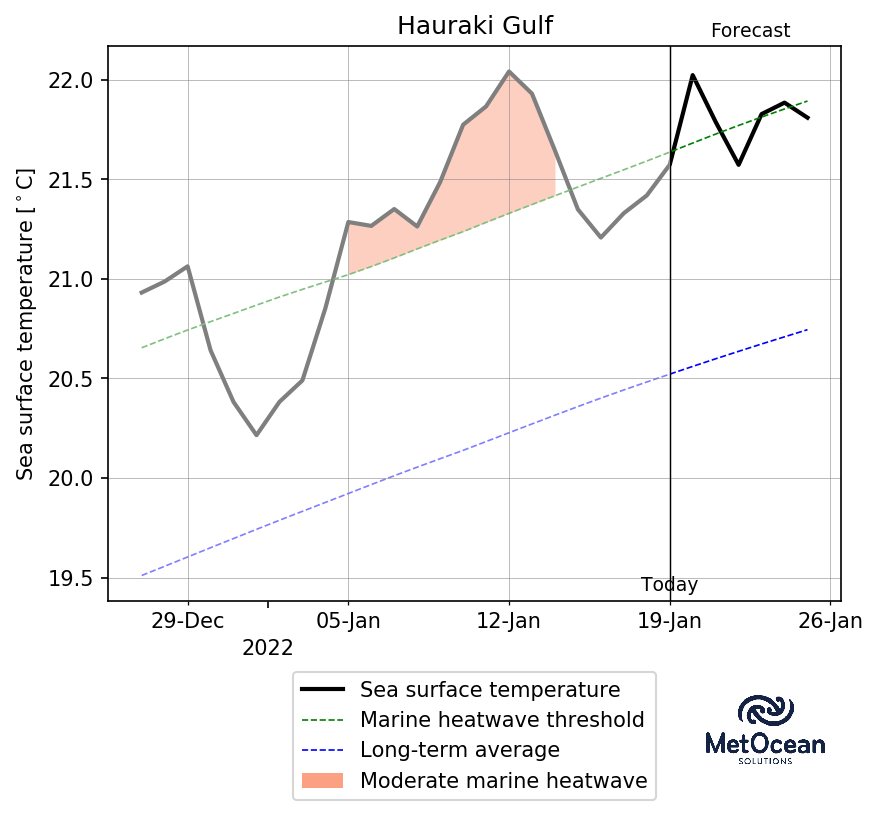 Hauraki Gulf
Forecast
Sea surface temperature [°C]
22.0
21.5
21.0
20.5
20.0
19.5
Today
29-Dec 05-Jan 12-Jan 19-Jan 26-Jan
2022
Sea surface temperature
Marine heatwave threshold
Long-term average
Moderate marine heatwave
MetOcean
SOLUTIONS